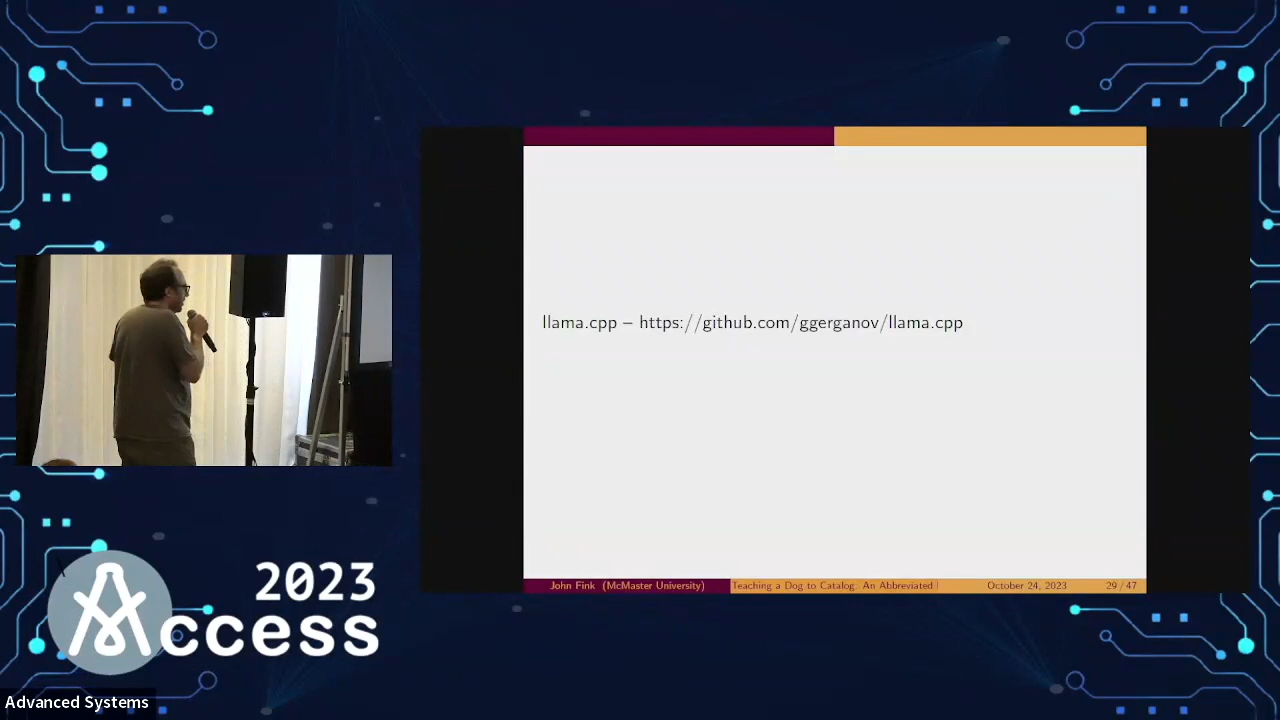 llama.cpp – https://github.com/ggerganov/llama.cpp
John Fink (McMaster University) Teaching a Dog to Catalog: An Abbreviated October 24, 2023 29 / 47
2023
Access
Advanced Systems